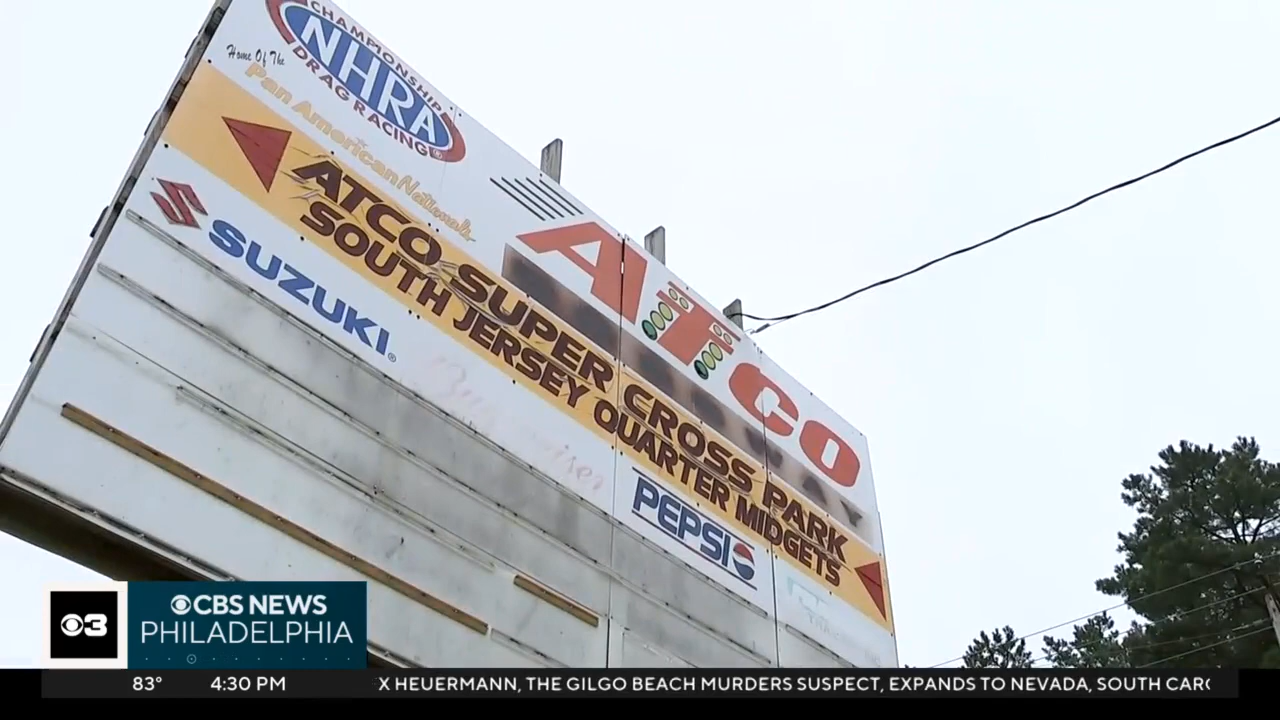 CHAMPIONSHIP
NHRA
DRAG RACING
Home Of The
Pan American Nationals
ATCO
ATCO SUPER CROSS PARK
SOUTH JERSEY QUARTER MIDGETS
SUZUKI
Budweiser
PEPSI
3
CBS NEWS
PHILADELPHIA
83° 4:30 PM X HEUERMANN, THE GILGO BEACH MURDERS SUSPECT, EXPANDS TO NEVADA, SOUTH CAR